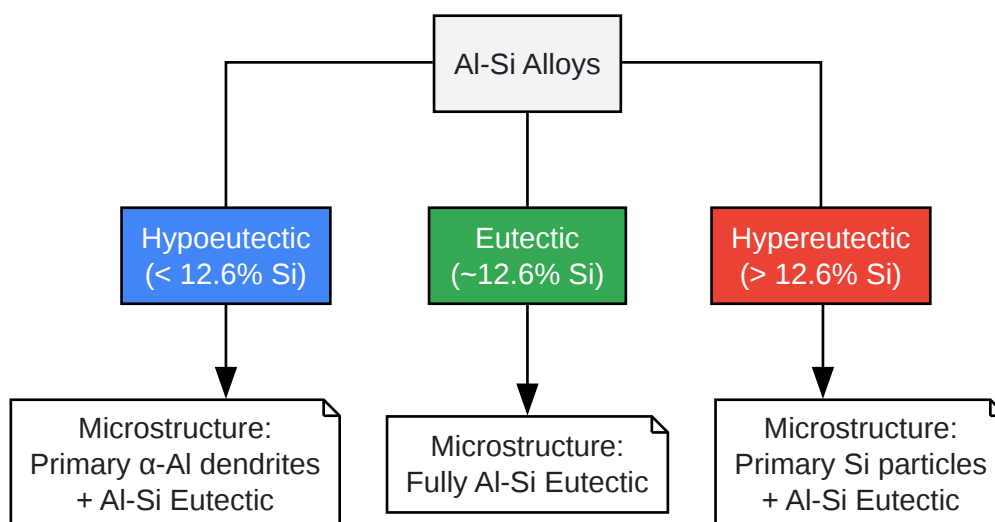 Al-Si Alloys
Hypoeutectic
(< 12.6% Si)
Eutectic
(~12.6% Si)
Hypereutectic
(> 12.6% Si)
Microstructure:
Primary α-Al dendrites
+ Al-Si Eutectic
Microstructure:
Fully Al-Si Eutectic
Microstructure:
Primary Si particles
+ Al-Si Eutectic